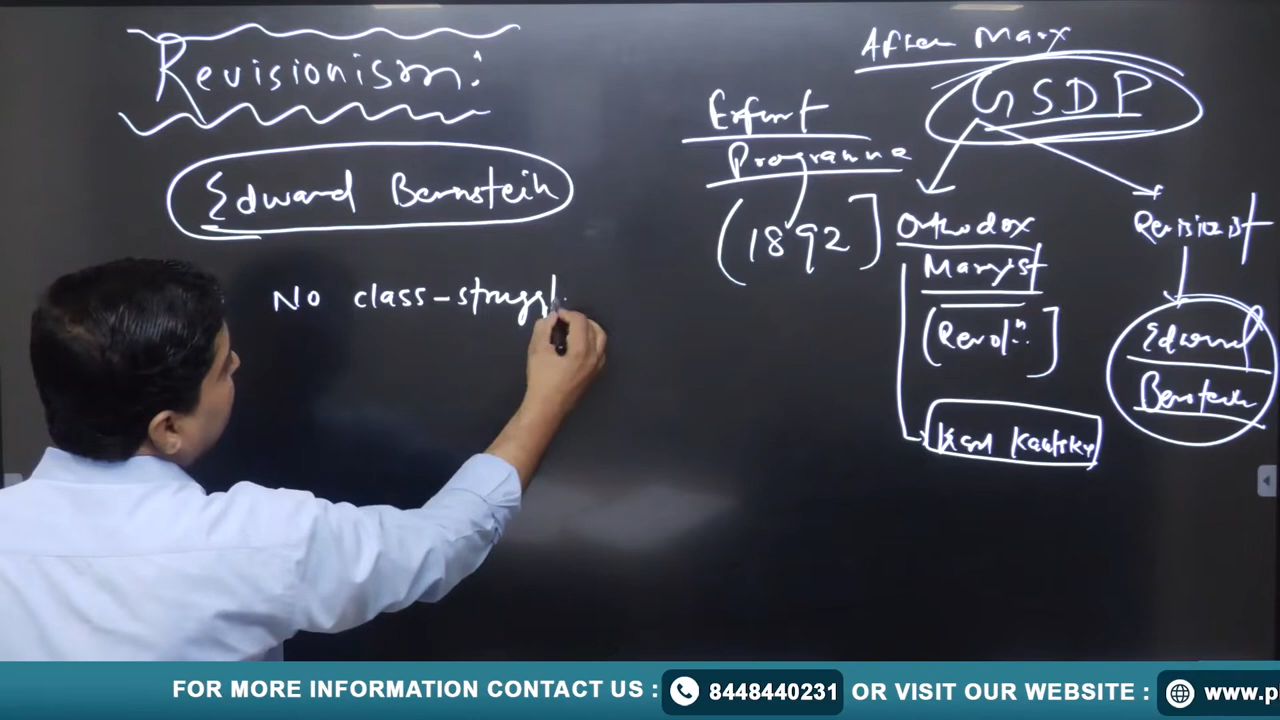 Revisionism:
Edward Bernstein
No class-struggl
After Marx
GSDP
Erfurt
Programme
(1892]
Orthodox
Marxist
(Revolⁿ:]
Karl Kautsky
Revisionist
Edward
Bernstein
FOR MORE INFORMATION CONTACT US : 8448440231 OR VISIT OUR WEBSITE : www.p